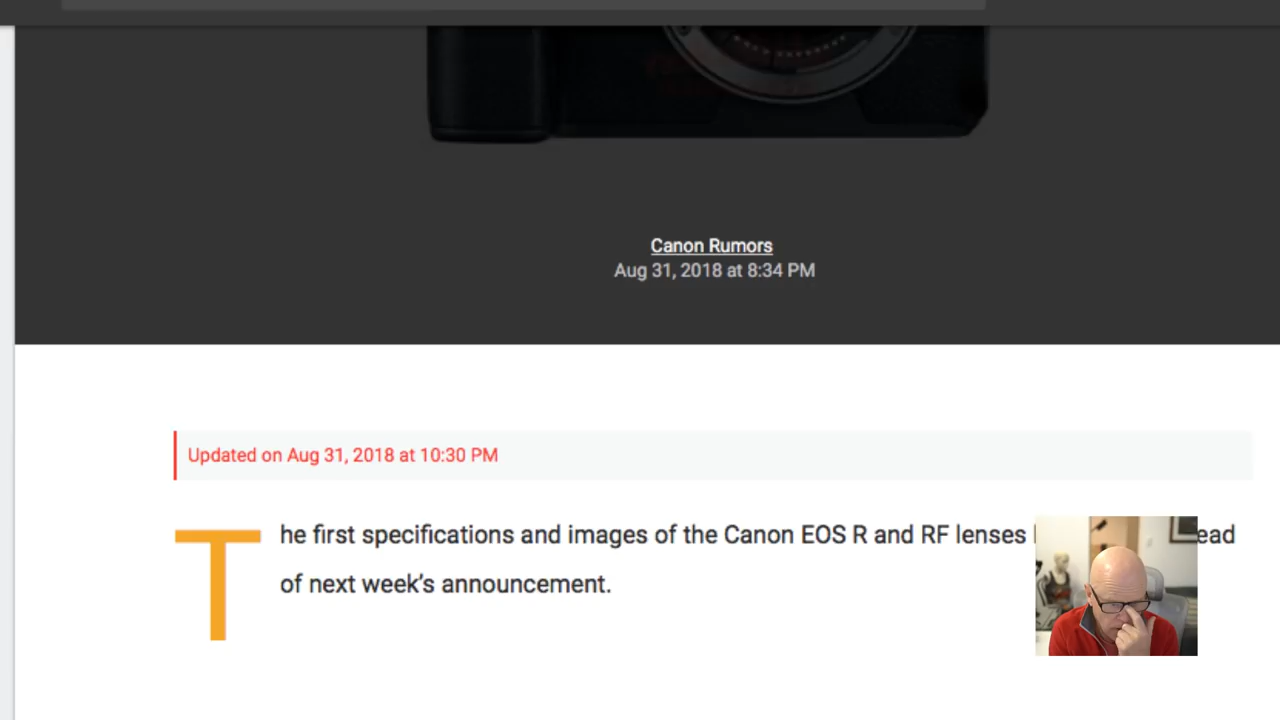 Canon Rumors
Aug 31, 2018 at 8:34 PM
Updated on Aug 31, 2018 at 10:30 PM
The first specifications and images of the Canon EOS R and RF lenses
of next week's announcement.